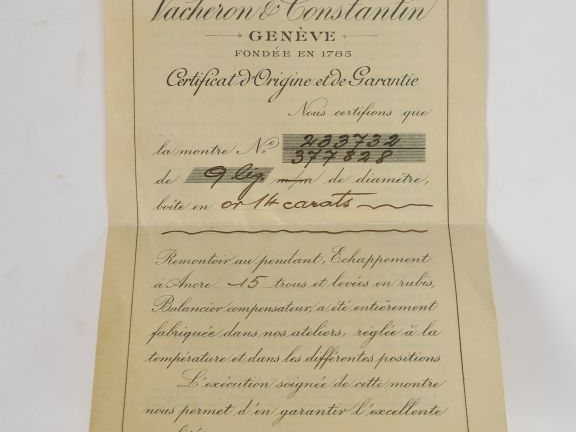 Vacheron & Constantin
GENÈVE
FONDÉE EN 1785
Certificat d'Origine et de Garantie
Nous certifions que
la montre No. 233732
377828
de 9 lig. m/m de diamètre,
boîte en or 14 carats
Remontoir au pendant, Echappement
à Ancre 15 trous et levées en rubis,
Balancier compensateur, a été entièrement
fabriquée dans nos ateliers, réglée à la
température et dans les différentes positions
L'exécution soignée de cette montre
nous permet d'en garantir l'excellente